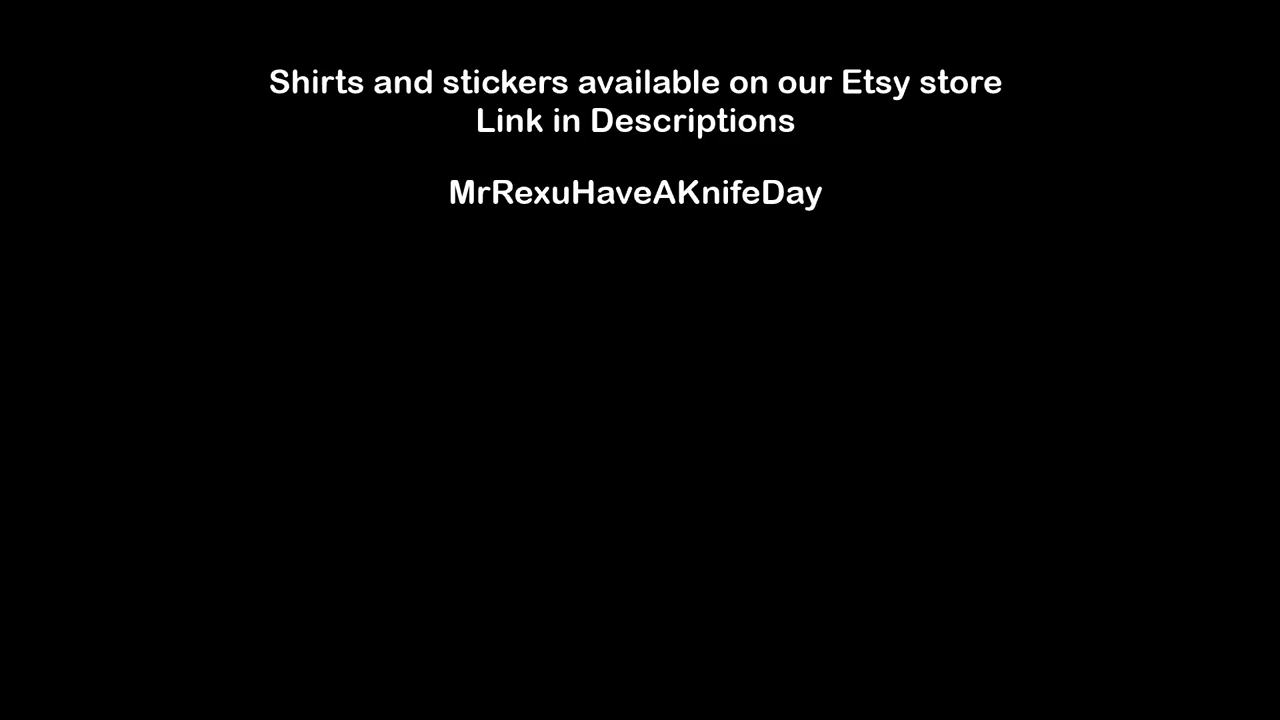 Shirts and stickers available on our Etsy store
Link in Descriptions
MrRexuHaveAKnifeDay